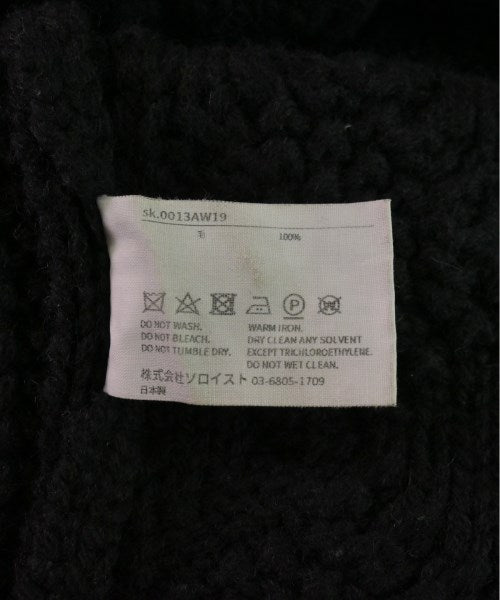 sk.0013AW19
毛 100%
DO NOT WASH.
DO NOT BLEACH.
DO NOT TUMBLE DRY.
WARM IRON.
DRY CLEAN ANY SOLVENT
EXCEPT TRICHLOROETHYLENE.
DO NOT WET CLEAN.
株式会社ソロイスト 03-6805-1709
日本製